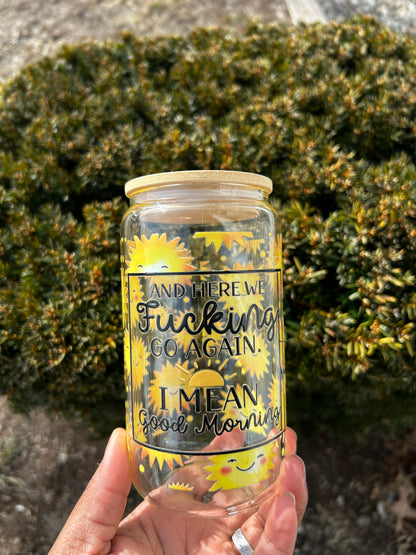 AND HERE WE
Fucking
GO AGAIN.
I MEAN
Good Morning